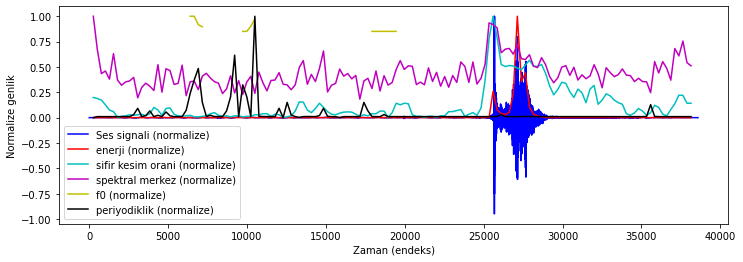 1.00
0.75
0.50
0.25
0.00
−0.25
−0.50
−0.75
−1.00
Normalize genlik
Ses signali (normalize)
enerji (normalize)
sifir kesim orani (normalize)
spektral merkez (normalize)
f0 (normalize)
periyodiklik (normalize)
0 5000 10000 15000 20000 25000 30000 35000 40000
Zaman (endeks)